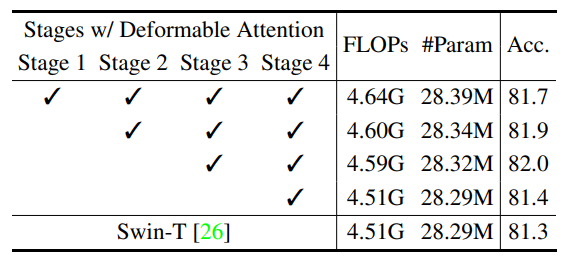 Stages w/ Deformable Attention FLOPs #Param Acc.
Stage 1 Stage 2 Stage 3 Stage 4
✓ ✓ ✓ ✓ 4.64G 28.39M 81.7
✓ ✓ ✓ 4.60G 28.34M 81.9
✓ ✓ 4.59G 28.32M 82.0
✓ 4.51G 28.29M 81.4
Swin-T [26] 4.51G 28.29M 81.3